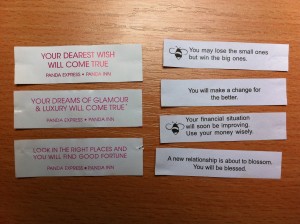 YOUR DEAREST WISH
WILL COME TRUE
PANDA EXPRESS • PANDA INN
YOUR DREAMS OF GLAMOUR
& LUXURY WILL COME TRUE
PANDA EXPRESS • PANDA INN
LOOK IN THE RIGHT PLACES AND
YOU WILL FIND GOOD FORTUNE
PANDA EXPRESS • PANDA INN
You may lose the small ones
but win the big ones.
You will make a change for
the better.
Your financial situation
will soon be improving.
Use your money wisely.
A new relationship is about to blossom.
You will be blessed.